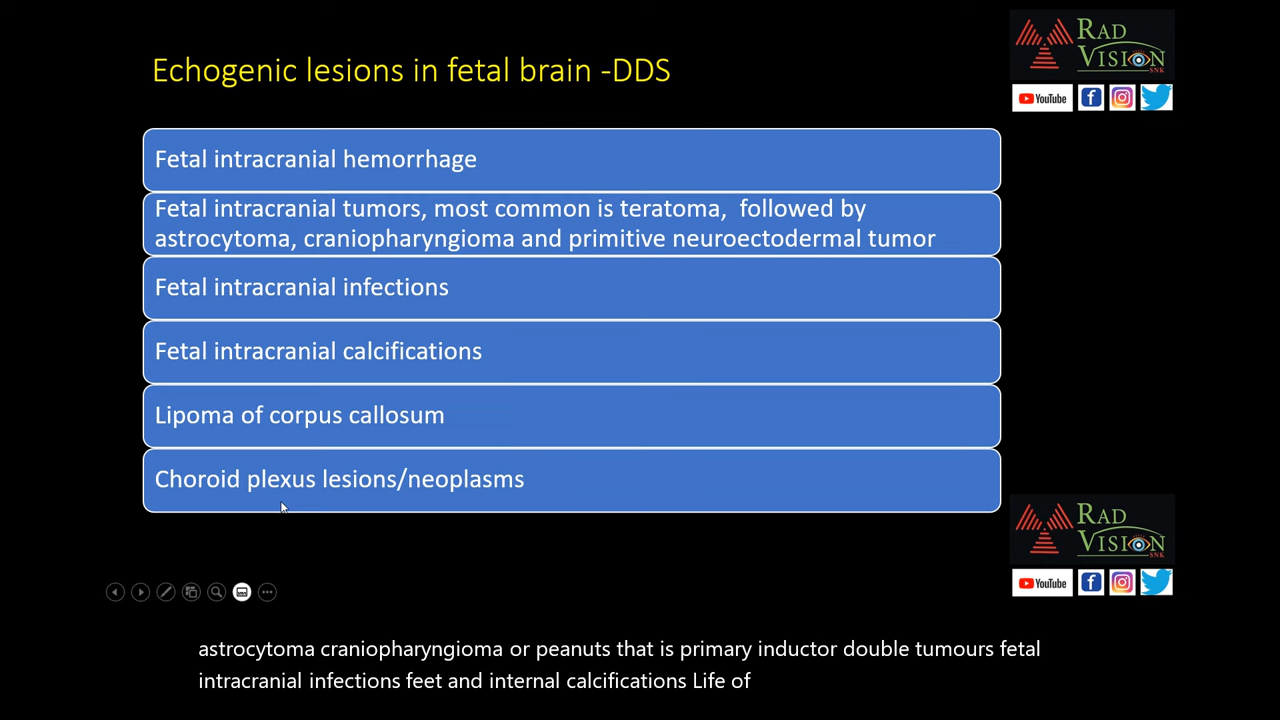 Echogenic lesions in fetal brain -DDS
RAD
VISION
SNK
YouTube
Fetal intracranial hemorrhage
Fetal intracranial tumors, most common is teratoma, followed by
astrocytoma, craniopharyngioma and primitive neuroectodermal tumor
Fetal intracranial infections
Fetal intracranial calcifications
Lipoma of corpus callosum
Choroid plexus lesions/neoplasms
RAD
VISION
SNK
YouTube
astrocytoma craniopharyngioma or peanuts that is primary inductor double tumours fetal
intracranial infections feet and internal calcifications Life of